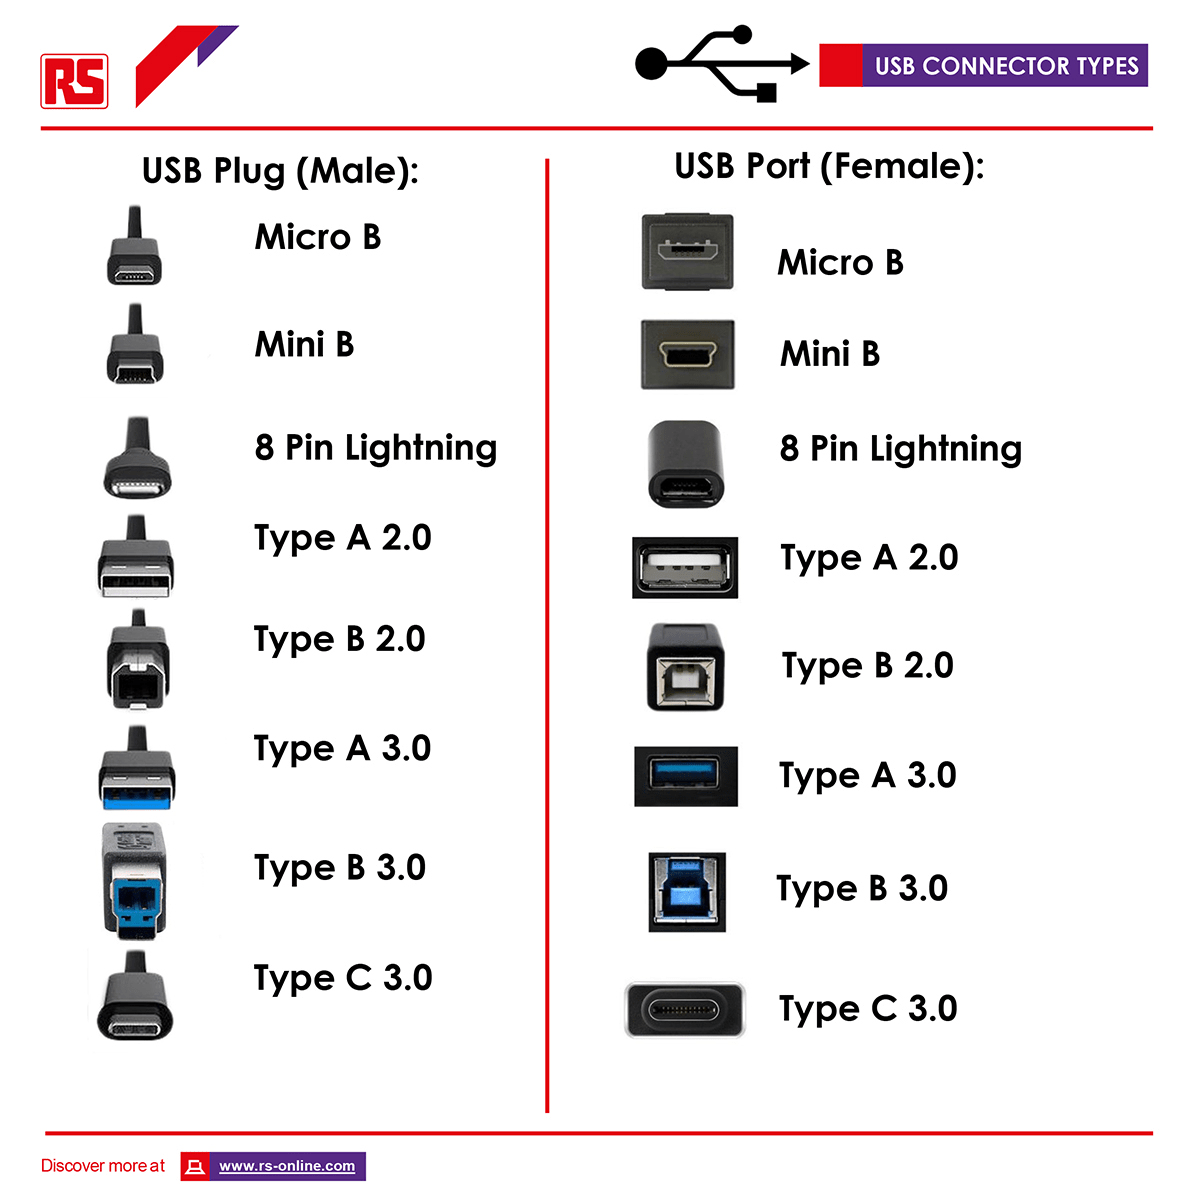 RS
USB CONNECTOR TYPES
USB Plug (Male):
Micro B
Mini B
8 Pin Lightning
Type A 2.0
Type B 2.0
Type A 3.0
Type B 3.0
Type C 3.0
USB Port (Female):
Micro B
Mini B
8 Pin Lightning
Type A 2.0
Type B 2.0
Type A 3.0
Type B 3.0
Type C 3.0
Discover more at www.rs-online.com